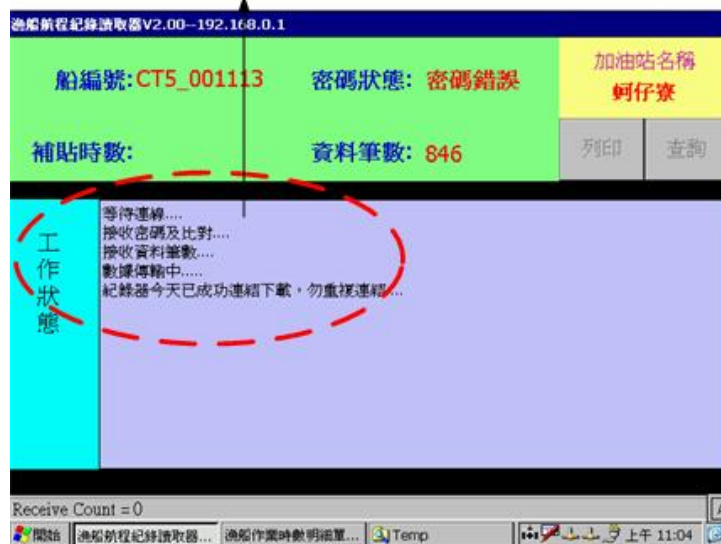 漁船航程紀錄讀取器V2.00--192.168.0.1
船編號:CT5_001113
密碼狀態: 密碼錯誤
加油站名稱
蚵仔寮
補貼時數:
資料筆數: 846
列印
查詢
工作狀態
等待連線....
接收密碼及比對....
接收資料筆數....
數據傳輸中.....
紀錄器今天已成功連結下載，勿重複連結...
Receive Count = 0
開始
漁船航程紀錄讀取器...
漁船作業時數明細單...
Temp
上午 11:04